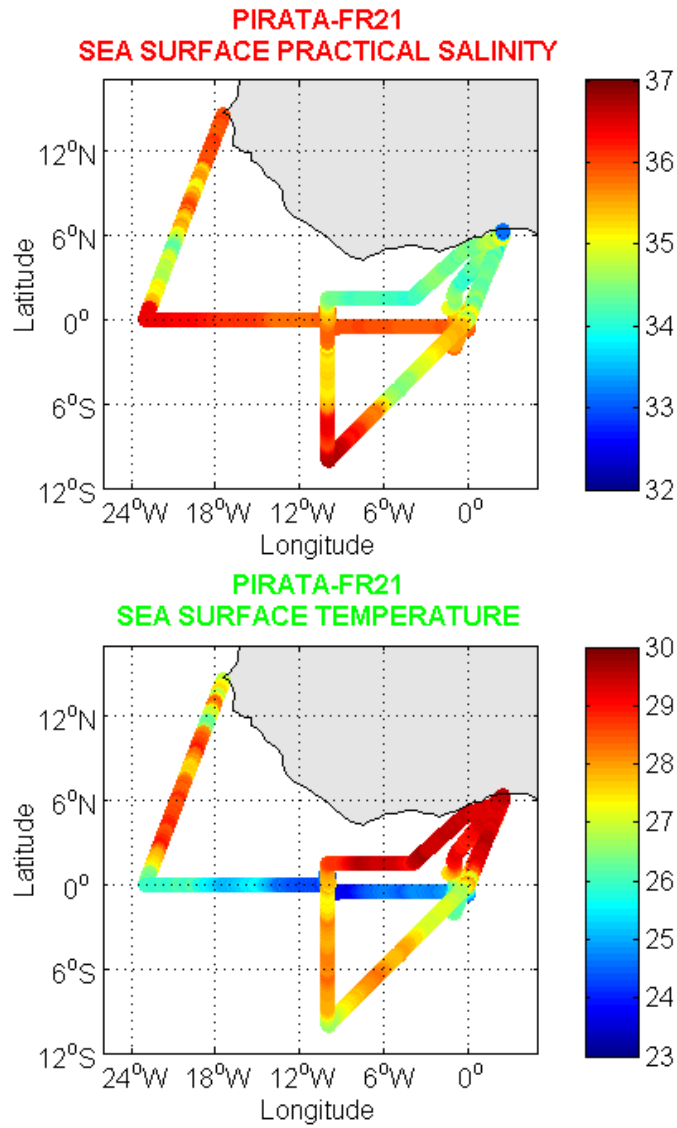 PIRATA-FR21
SEA SURFACE PRACTICAL SALINITY
12°N
6°N
0°
6°S
12°S
Latitude
24°W 18°W 12°W 6°W 0°
Longitude
37
36
35
34
33
32
PIRATA-FR21
SEA SURFACE TEMPERATURE
12°N
6°N
0°
6°S
12°S
Latitude
24°W 18°W 12°W 6°W 0°
Longitude
30
29
28
27
26
25
24
23